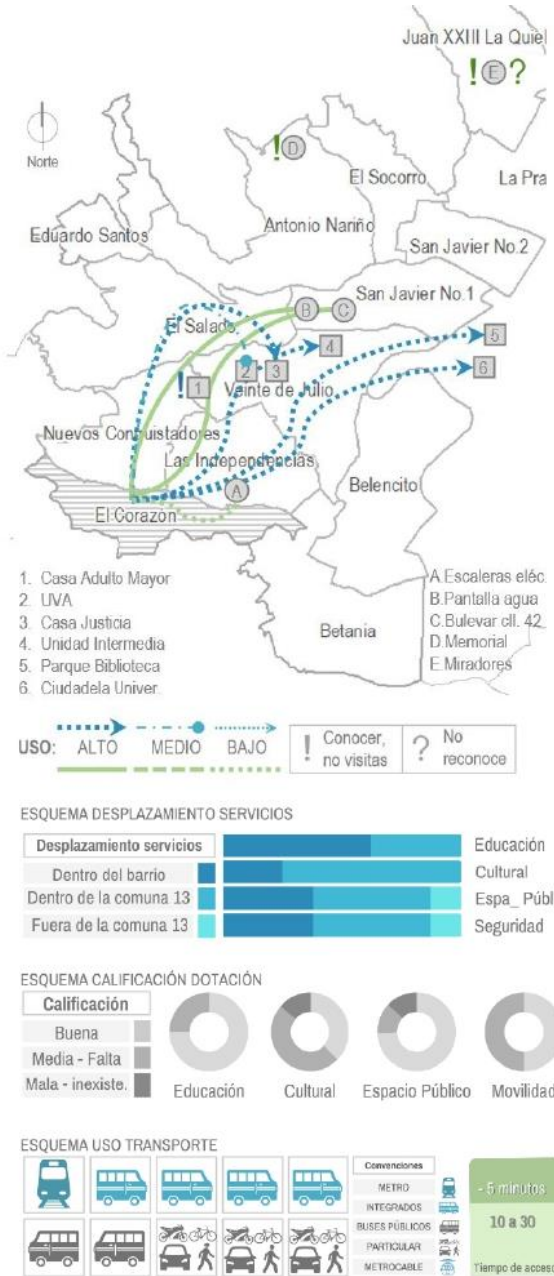 Juan XXIII La Quiel
! E ?
Norte
! D
El Socorro
La Pra
Antonio Nariño
Eduardo Santos
San Javier No.2
San Javier No.1
B C
El Salado
5
4
2 3
6
! 1
Veinte de Julio
Nuevos Conquistadores
Las Independencias
A
Belencito
El Corazón
Betania
1. Casa Adulto Mayor
2. UVA
3. Casa Justicia
4. Unidad Intermedia
5. Parque Biblioteca
6. Ciudadela Univer.
A.Escaleras eléc.
B.Pantalla agua
C.Bulevar cll. 42
D.Memorial
E.Miradores
USO: ALTO MEDIO BAJO
! Conocer, no visitas
? No reconoce
ESQUEMA DESPLAZAMIENTO SERVICIOS
Desplazamiento servicios
Dentro del barrio
Dentro de la comuna 13
Fuera de la comuna 13
Educación
Cultural
Espa_ Públ
Seguridad
ESQUEMA CALIFICACIÓN DOTACIÓN
Calificación
Buena
Media - Falta
Mala - inexiste.
Educación Cultural Espacio Público Movilidad
ESQUEMA USO TRANSPORTE
Convenciones
METRO
INTEGRADOS
BUSES PÚBLICOS
PARTICULAR
METROCABLE
- 5 minutos
10 a 30
Tiempo de acceso